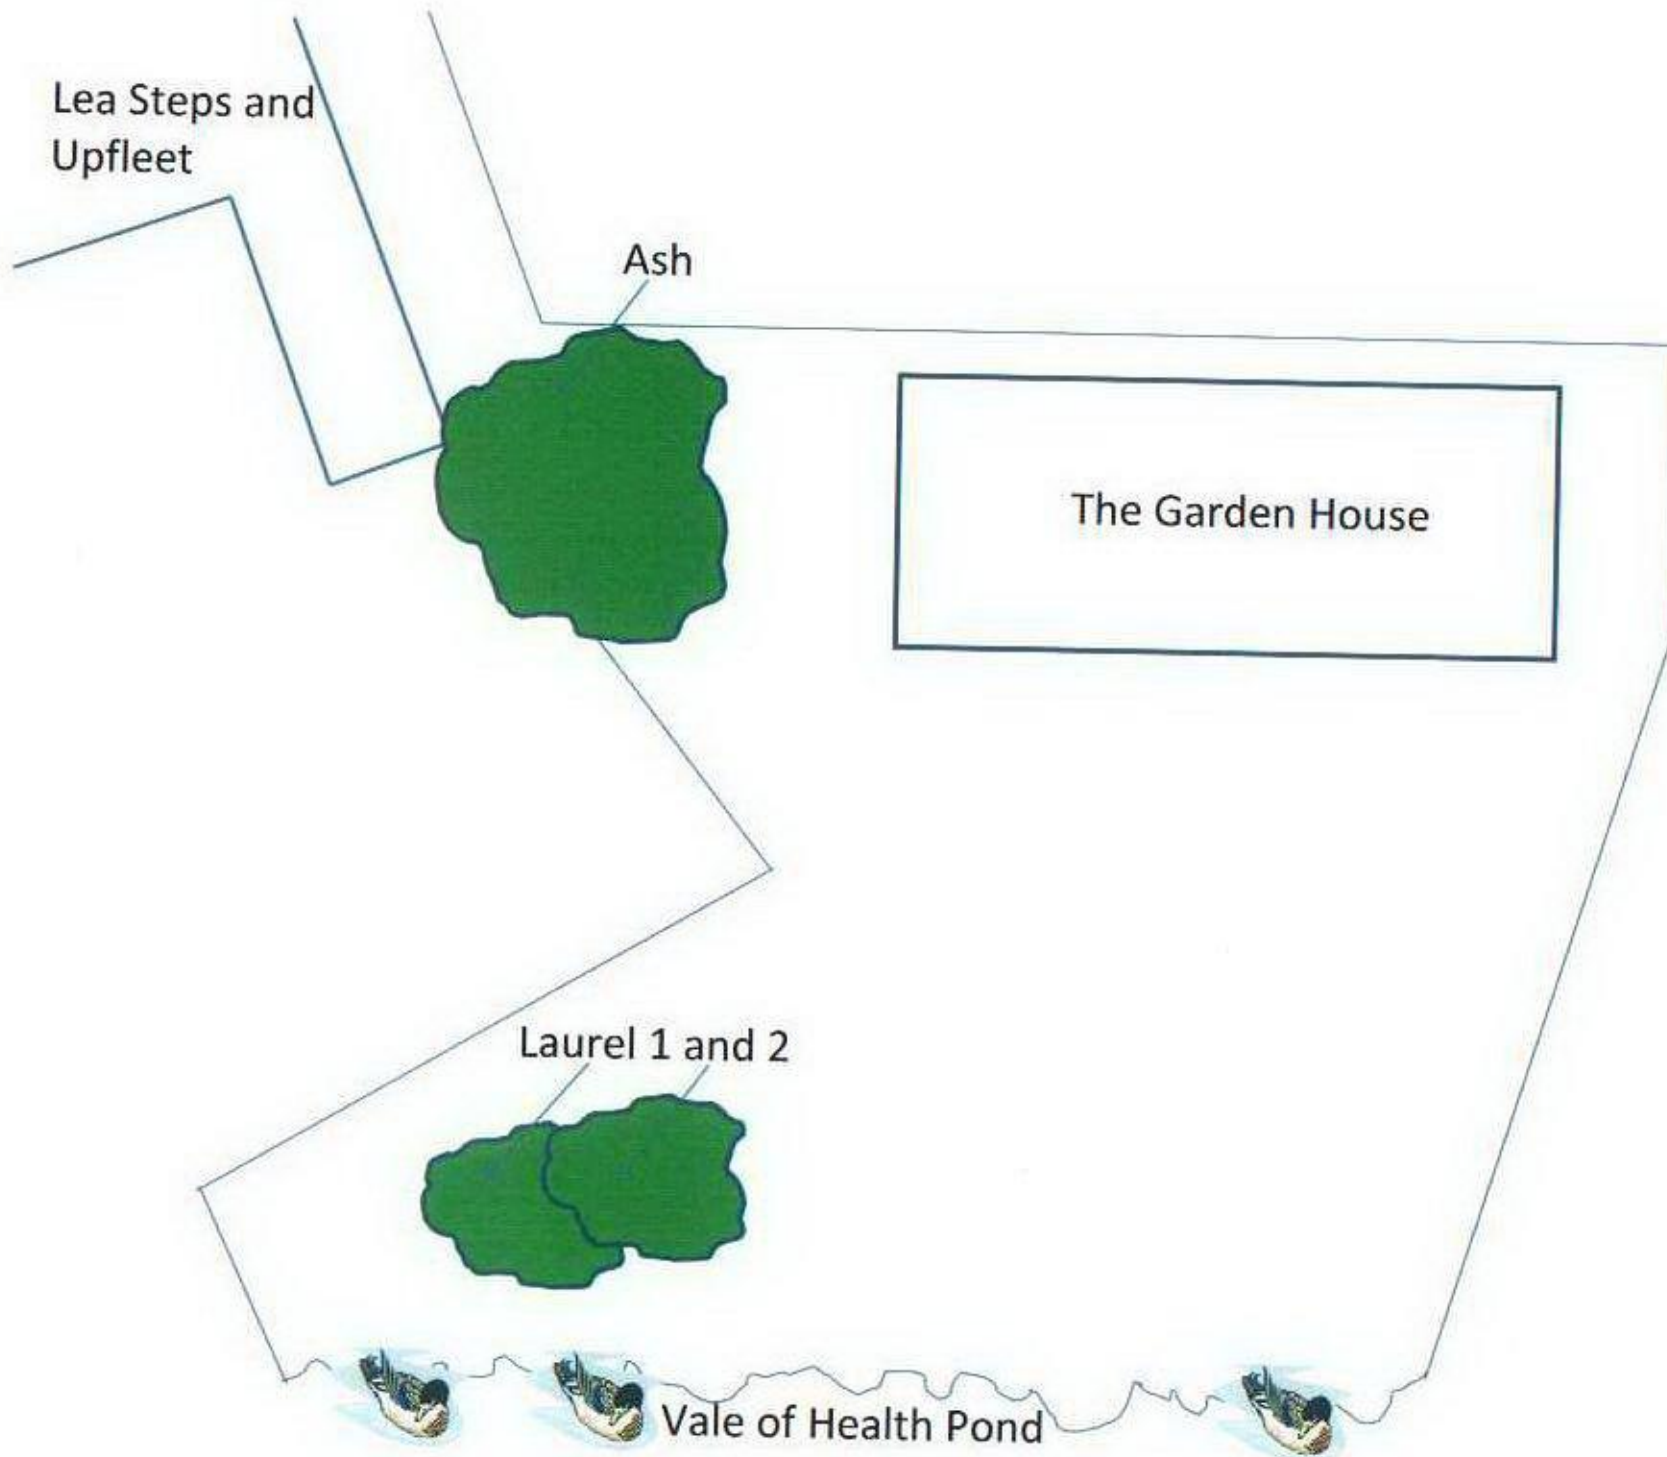 Lea Steps and
Upfleet
Ash
The Garden House
Laurel 1 and 2
Vale of Health Pond